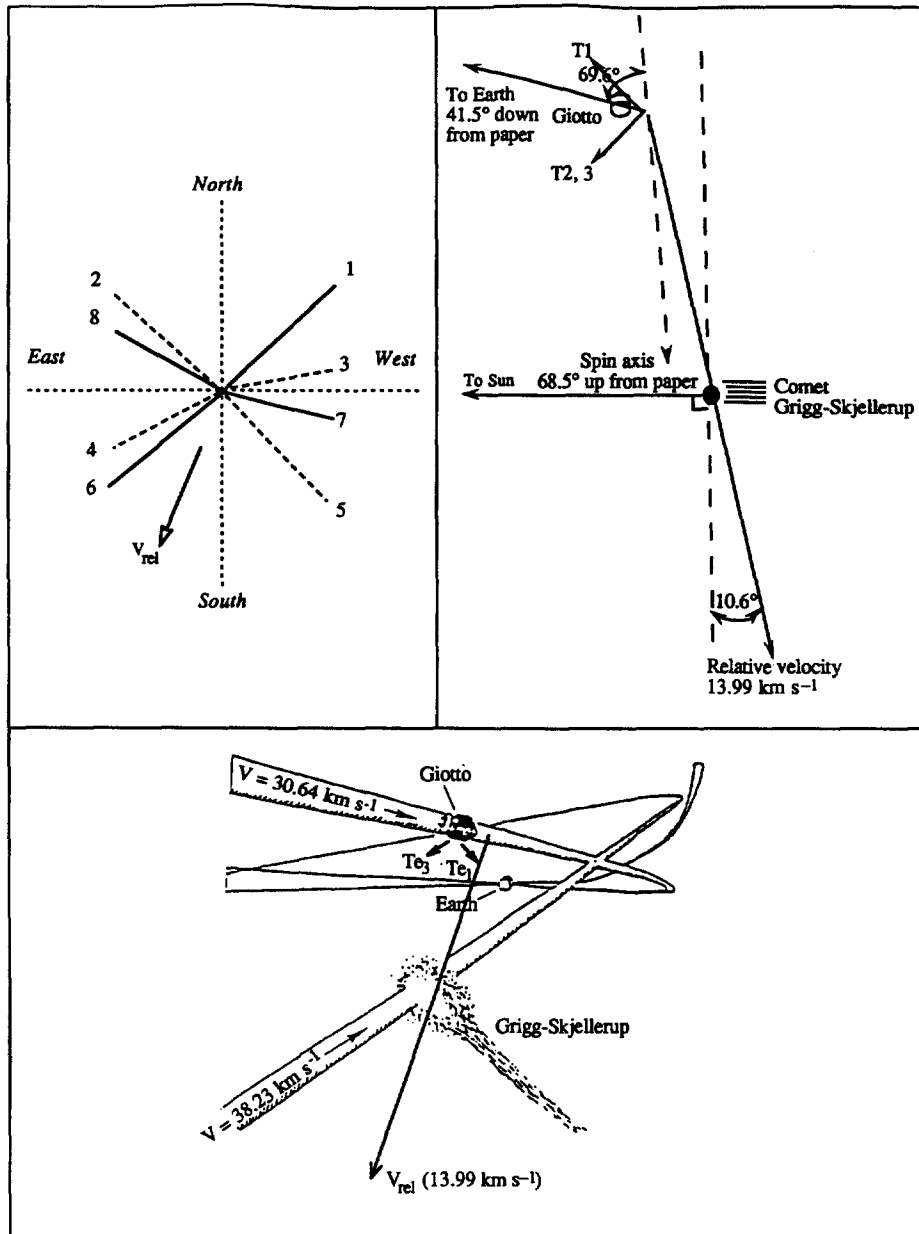 North
2
1
8
East
3
West
7
4
6
5
V_rel
South
T1
69.6°
To Earth
41.5° down
from paper
Giotto
T2, 3
Spin axis
68.5° up from paper
To Sun
Comet
Grigg-Skjellerup
10.6°
Relative velocity
13.99 km s⁻¹
V = 30.64 km s⁻¹
Giotto
Te₃
Te₁
Earth
Grigg-Skjellerup
V = 38.23 km s⁻¹
V_rel (13.99 km s⁻¹)